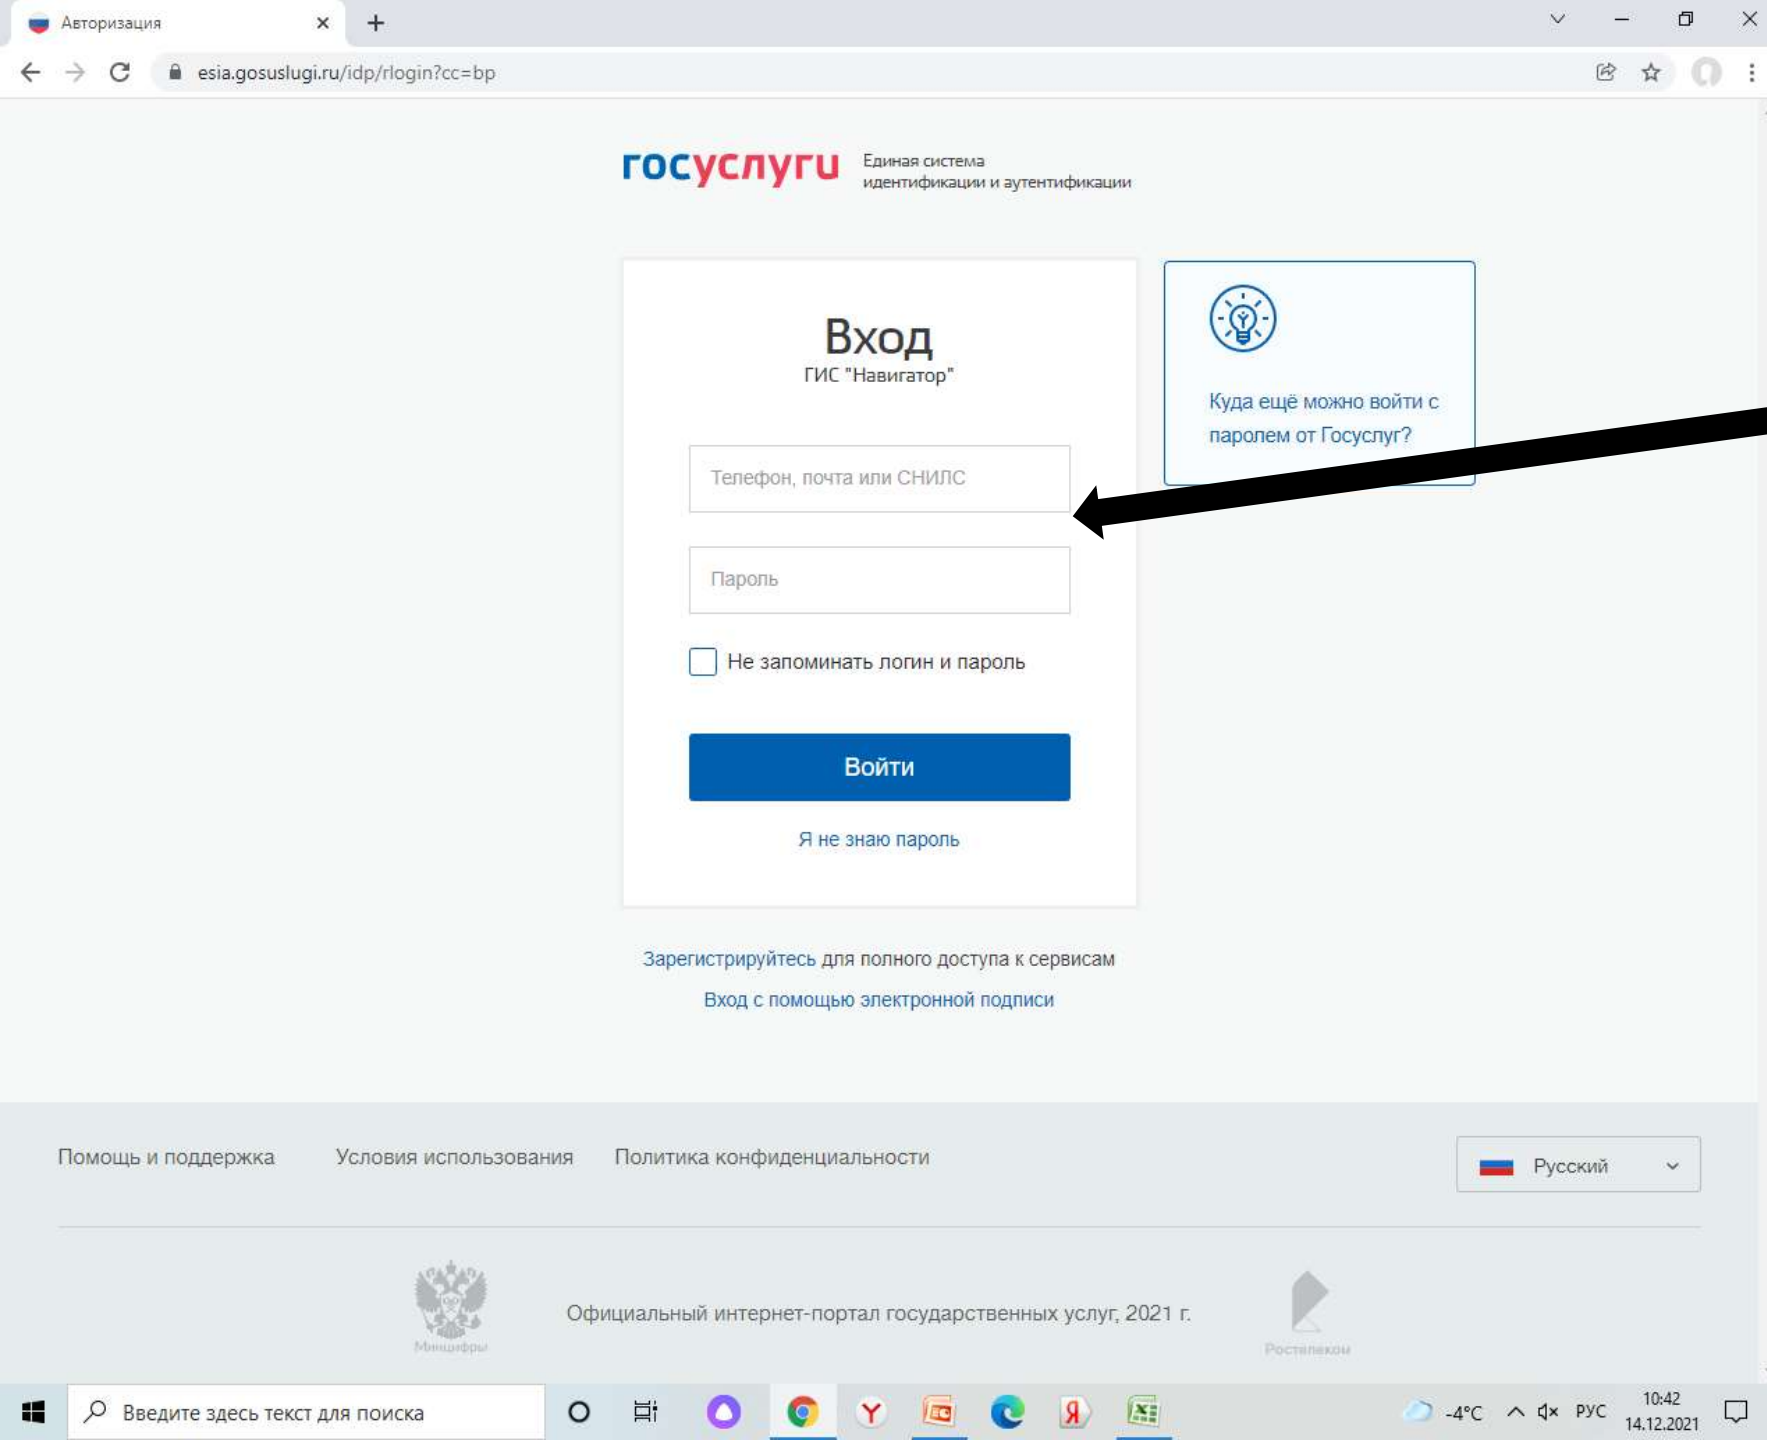 Авторизация
esia.gosuslugi.ru/idp/rlogin?cc=bp
госуслуги
Единая система
идентификации и аутентификации
Вход
ГИС "Навигатор"
Куда ещё можно войти с
паролем от Госуслуг?
Телефон, почта или СНИЛС
Пароль
Не запоминать логин и пароль
Войти
Я не знаю пароль
Зарегистрируйтесь для полного доступа к сервисам
Вход с помощью электронной подписи
Помощь и поддержка
Условия использования
Политика конфиденциальности
Русский
Минцифры
Официальный интернет-портал государственных услуг, 2021 г.
Ростелеком
Введите здесь текст для поиска
-4°C
РУС
10:42
14.12.2021